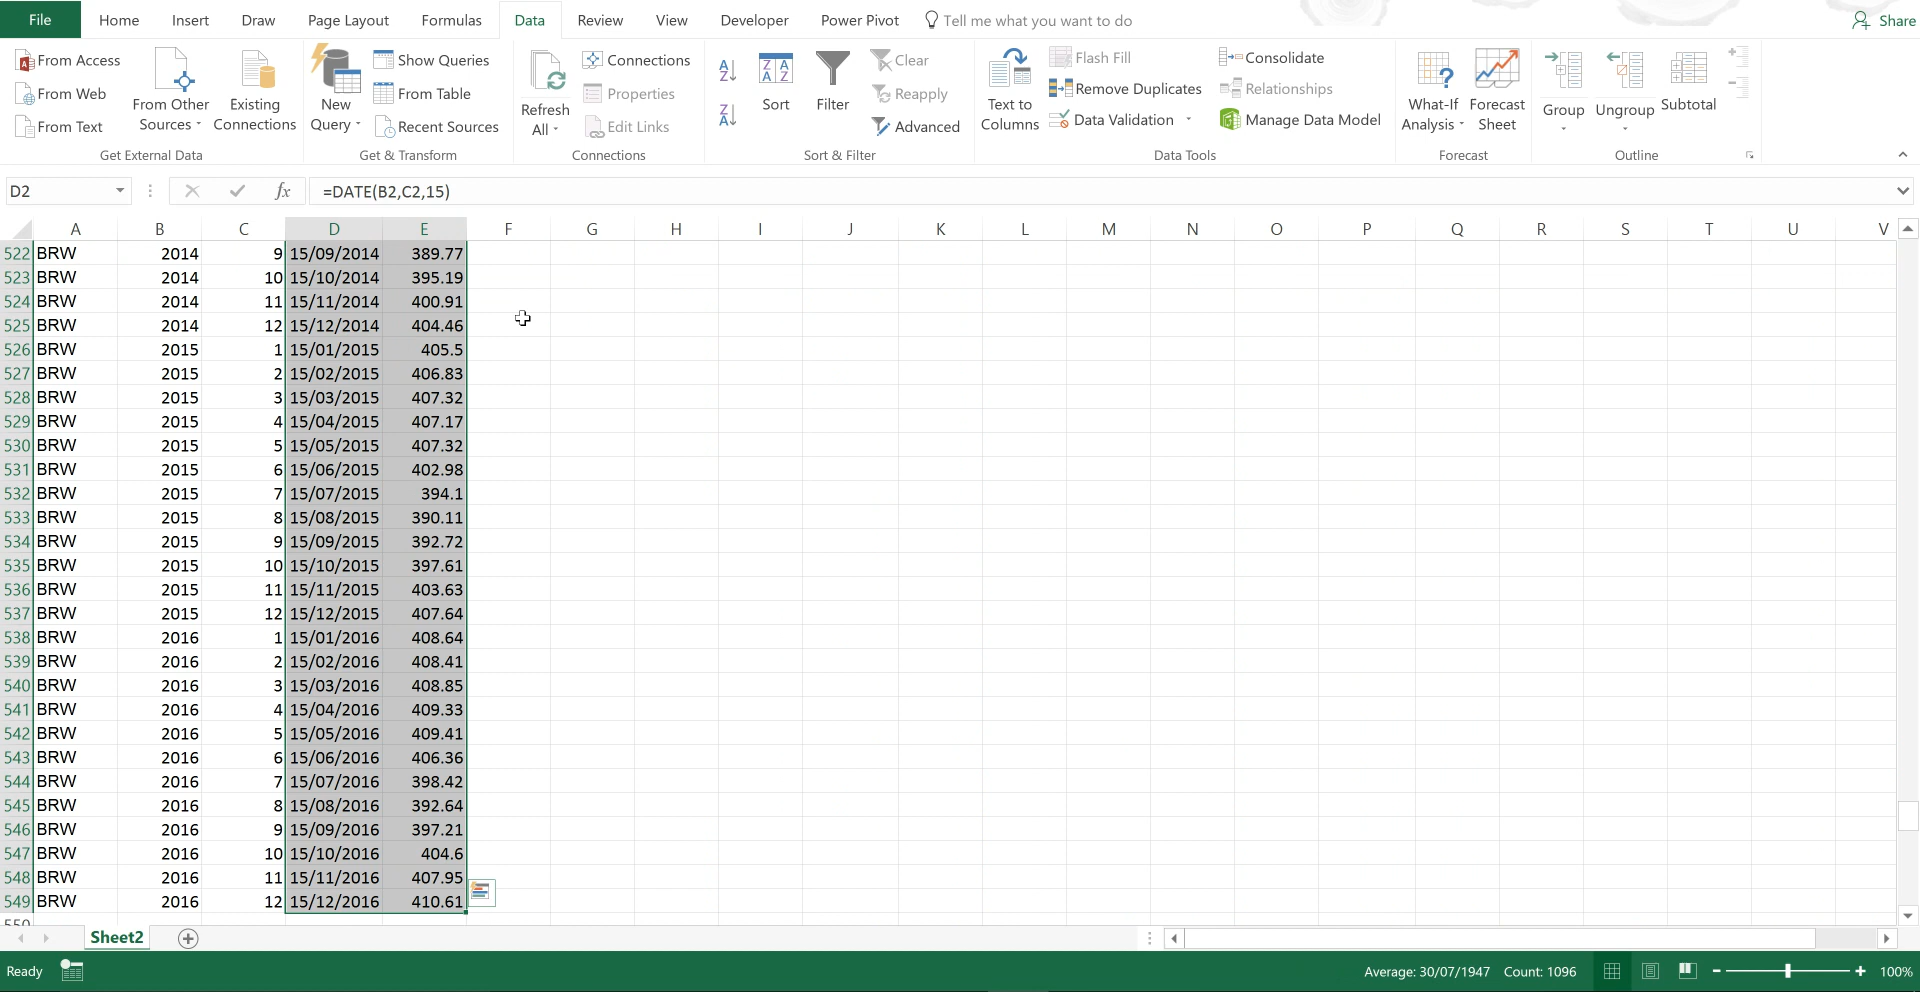 File Home Insert Draw Page Layout Formulas Data Review View Developer Power Pivot Tell me what you want to do Share
From Access
From Web
From Text
From Other Sources
Existing Connections
Get External Data
New Query
Show Queries
From Table
Recent Sources
Get & Transform
Refresh All
Connections
Properties
Edit Links
Connections
Sort
Filter
Clear
Reapply
Advanced
Sort & Filter
Text to Columns
Flash Fill
Remove Duplicates
Data Validation
Consolidate
Relationships
Manage Data Model
Data Tools
What-If Analysis
Forecast Sheet
Forecast
Group
Ungroup
Subtotal
Outline
D2 fx =DATE(B2,C2,15)
A B C D E F G H I J K L M N O P Q R S T U V
522 BRW 2014 9 15/09/2014 389.77
523 BRW 2014 10 15/10/2014 395.19
524 BRW 2014 11 15/11/2014 400.91
525 BRW 2014 12 15/12/2014 404.46
526 BRW 2015 1 15/01/2015 405.5
527 BRW 2015 2 15/02/2015 406.83
528 BRW 2015 3 15/03/2015 407.32
529 BRW 2015 4 15/04/2015 407.17
530 BRW 2015 5 15/05/2015 407.32
531 BRW 2015 6 15/06/2015 402.98
532 BRW 2015 7 15/07/2015 394.1
533 BRW 2015 8 15/08/2015 390.11
534 BRW 2015 9 15/09/2015 392.72
535 BRW 2015 10 15/10/2015 397.61
536 BRW 2015 11 15/11/2015 403.63
537 BRW 2015 12 15/12/2015 407.64
538 BRW 2016 1 15/01/2016 408.64
539 BRW 2016 2 15/02/2016 408.41
540 BRW 2016 3 15/03/2016 408.85
541 BRW 2016 4 15/04/2016 409.33
542 BRW 2016 5 15/05/2016 409.41
543 BRW 2016 6 15/06/2016 406.36
544 BRW 2016 7 15/07/2016 398.42
545 BRW 2016 8 15/08/2016 392.64
546 BRW 2016 9 15/09/2016 397.21
547 BRW 2016 10 15/10/2016 404.6
548 BRW 2016 11 15/11/2016 407.95
549 BRW 2016 12 15/12/2016 410.61
550
Sheet2
Ready Average: 30/07/1947 Count: 1096 100%